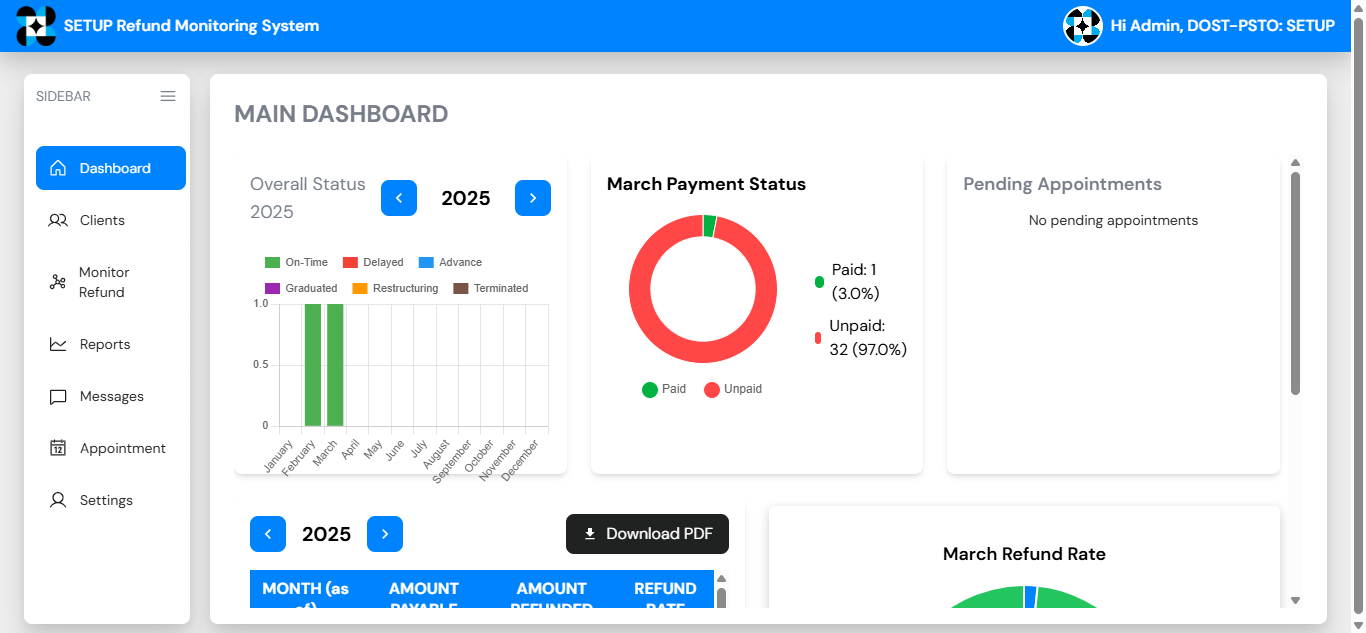 SETUP Refund Monitoring System
Hi Admin, DOST-PSTO: SETUP
SIDEBAR
Dashboard
Clients
Monitor
Refund
Reports
Messages
12
Appointment
Settings
MAIN DASHBOARD
Overall Status
2025
2025
On-Time Delayed Advance
Graduated Restructuring Terminated
1.0
0.5
0
January February March April May June July August September October November December
March Payment Status
Paid: 1
(3.0%)
Unpaid:
32 (97.0%)
Paid Unpaid
Pending Appointments
No pending appointments
2025
Download PDF
MONTH (as AMOUNT AMOUNT REFUND
of) PAYABLE REFUNDED RATE
March Refund Rate